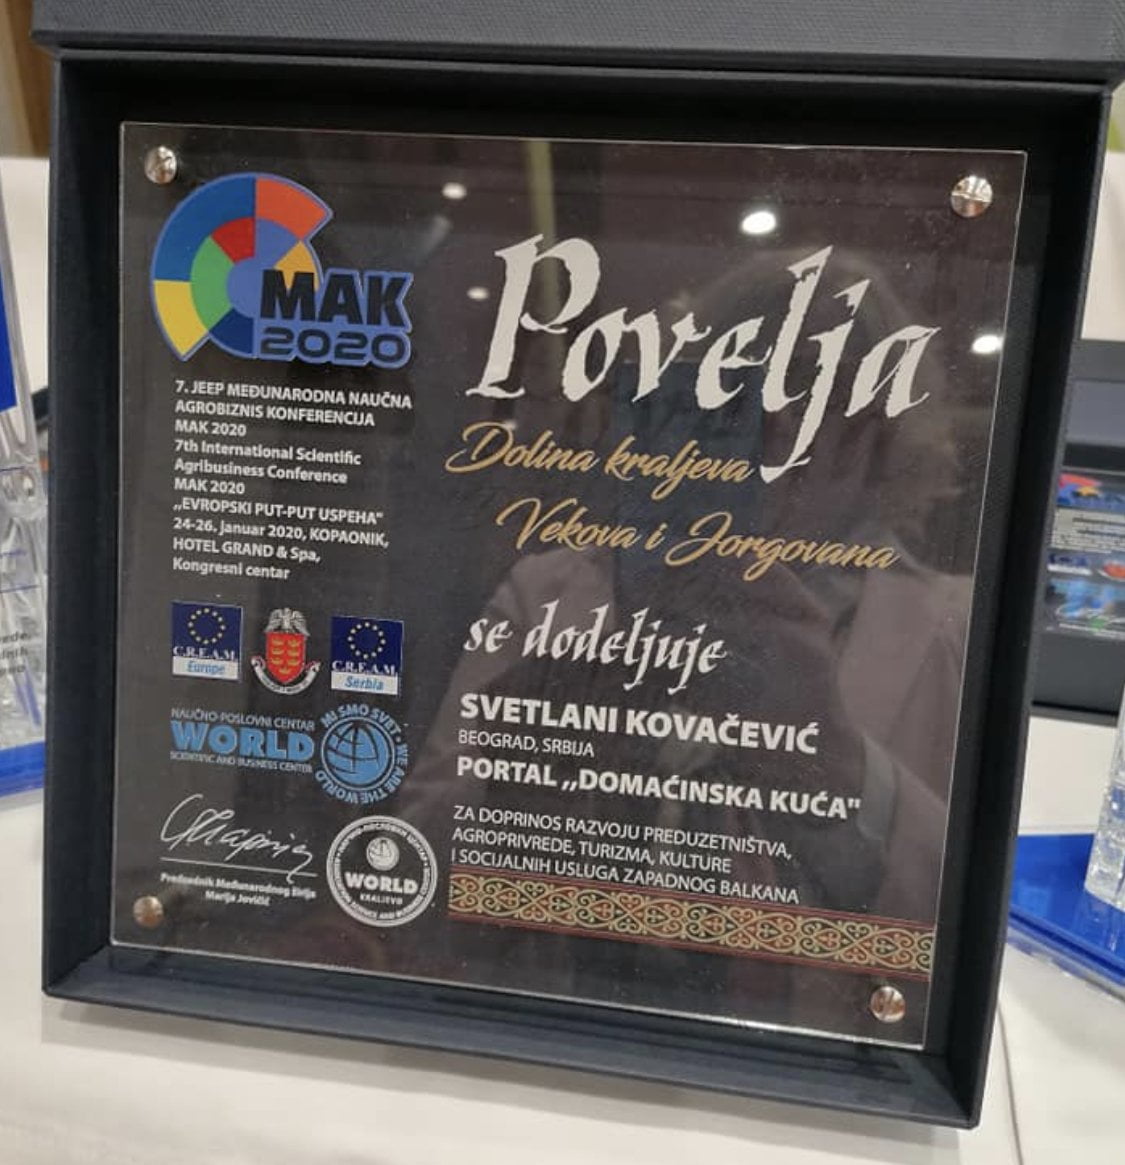 MAK
2020
7. JEEP MEĐUNARODNA NAUČNA
AGROBIZNIS KONFERENCIJA
MAK 2020
7th International Scientific
Agribusiness Conference
MAK 2020
„EVROPSKI PUT-PUT USPEHA"
24-26. Januar 2020, KOPAONIK,
HOTEL GRAND & Spa,
Kongresni centar
C.R.E.A.M.
Europe
C.R.E.A.M.
Serbia
NAUČNO-POSLOVNI CENTAR
WORLD
SCIENTIFIC AND BUSINESS CENTER
MI SMO SVET • WE ARE THE WORLD
Predsednik Međunarodnog žirija
Marija Jovičić
WORLD
KRALJEVO
Povelja
Dolina kraljeva
Vekova i Jorgovana
se dodeljuje
SVETLANI KOVAČEVIĆ
BEOGRAD, SRBIJA
PORTAL ,,DOMAĆINSKA KUĆA"
ZA DOPRINOS RAZVOJU PREDUZETNIŠTVA,
AGROPRIVREDE, TURIZMA, KULTURE
I SOCIJALNIH USLUGA ZAPADNOG BALKANA